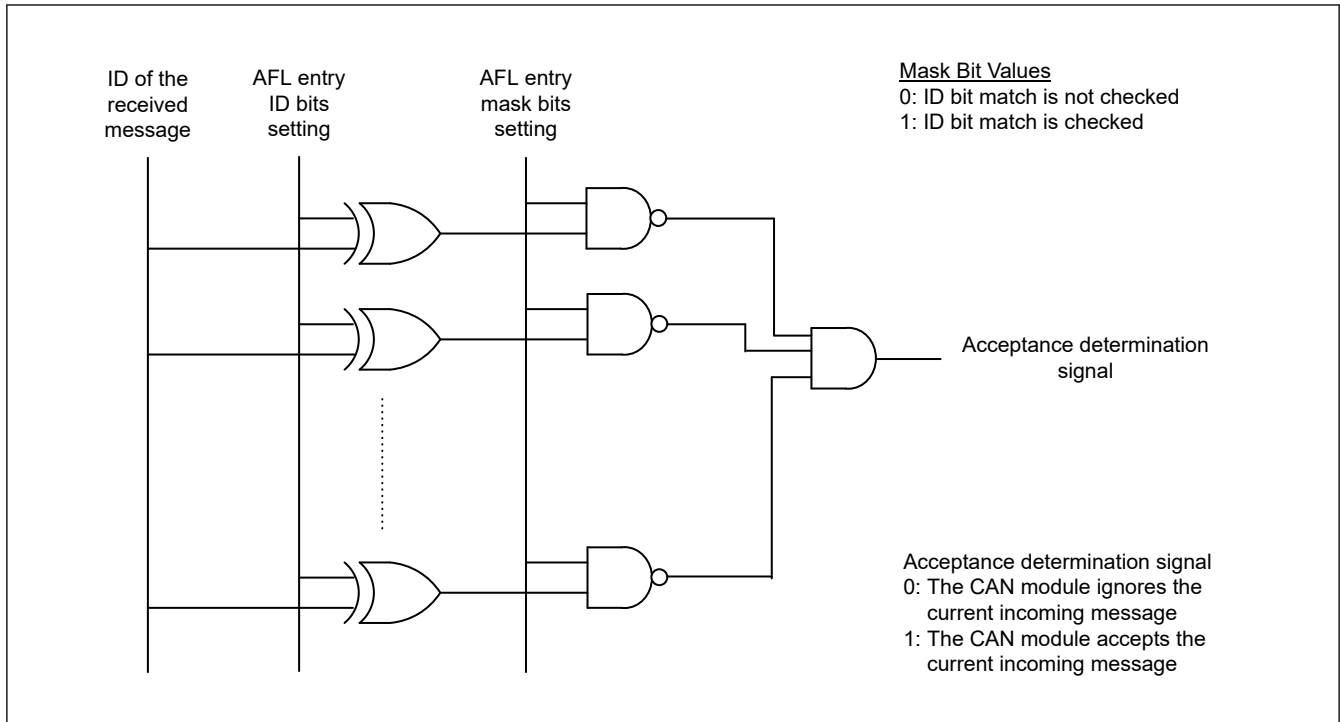 ID of the
received
message
AFL entry
ID bits
setting
AFL entry
mask bits
setting
Mask Bit Values
0: ID bit match is not checked
1: ID bit match is checked
Acceptance determination
signal
Acceptance determination signal
0: The CAN module ignores the
current incoming message
1: The CAN module accepts the
current incoming message